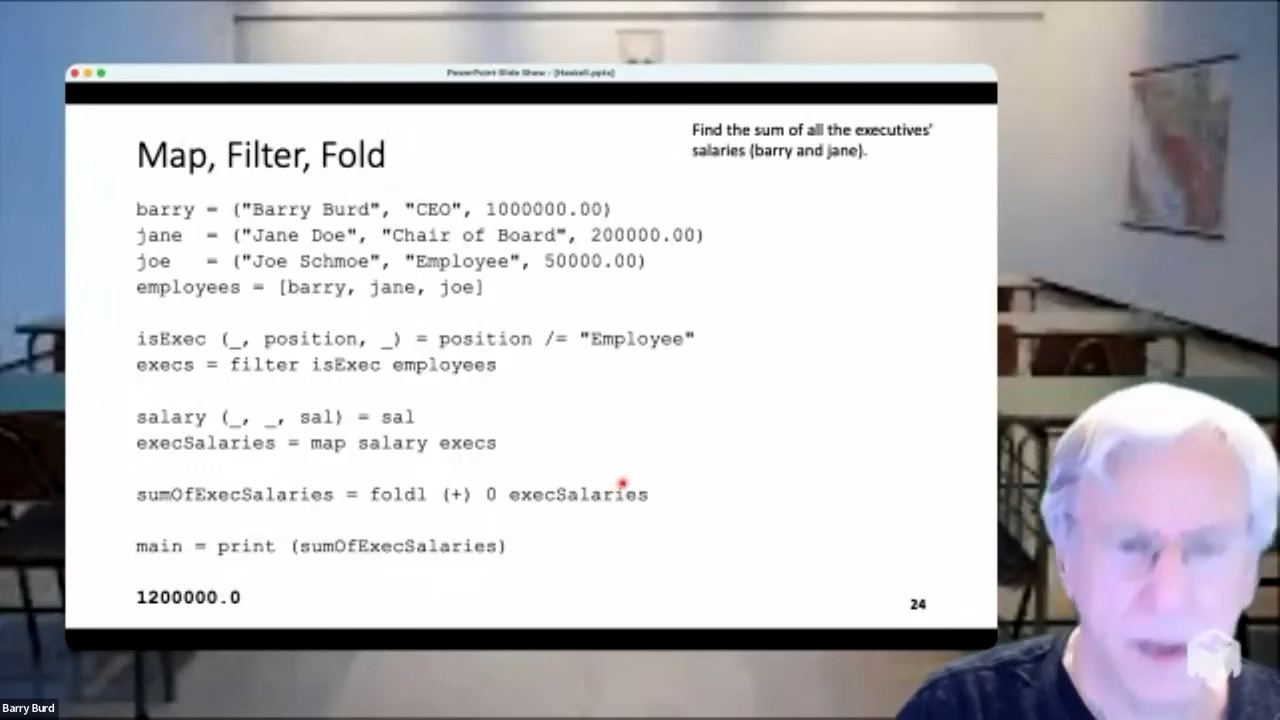 PowerPoint Slide Show - [Haskell.pptx]
Find the sum of all the executives'
salaries (barry and jane).
Map, Filter, Fold
barry = ("Barry Burd", "CEO", 1000000.00)
jane  = ("Jane Doe", "Chair of Board", 200000.00)
joe   = ("Joe Schmoe", "Employee", 50000.00)
employees = [barry, jane, joe]
isExec (_, position, _) = position /= "Employee"
execs = filter isExec employees
salary (_, _, sal) = sal
execSalaries = map salary execs
sumOfExecSalaries = foldl (+) 0 execSalaries
main = print (sumOfExecSalaries)
1200000.0
24
Barry Burd